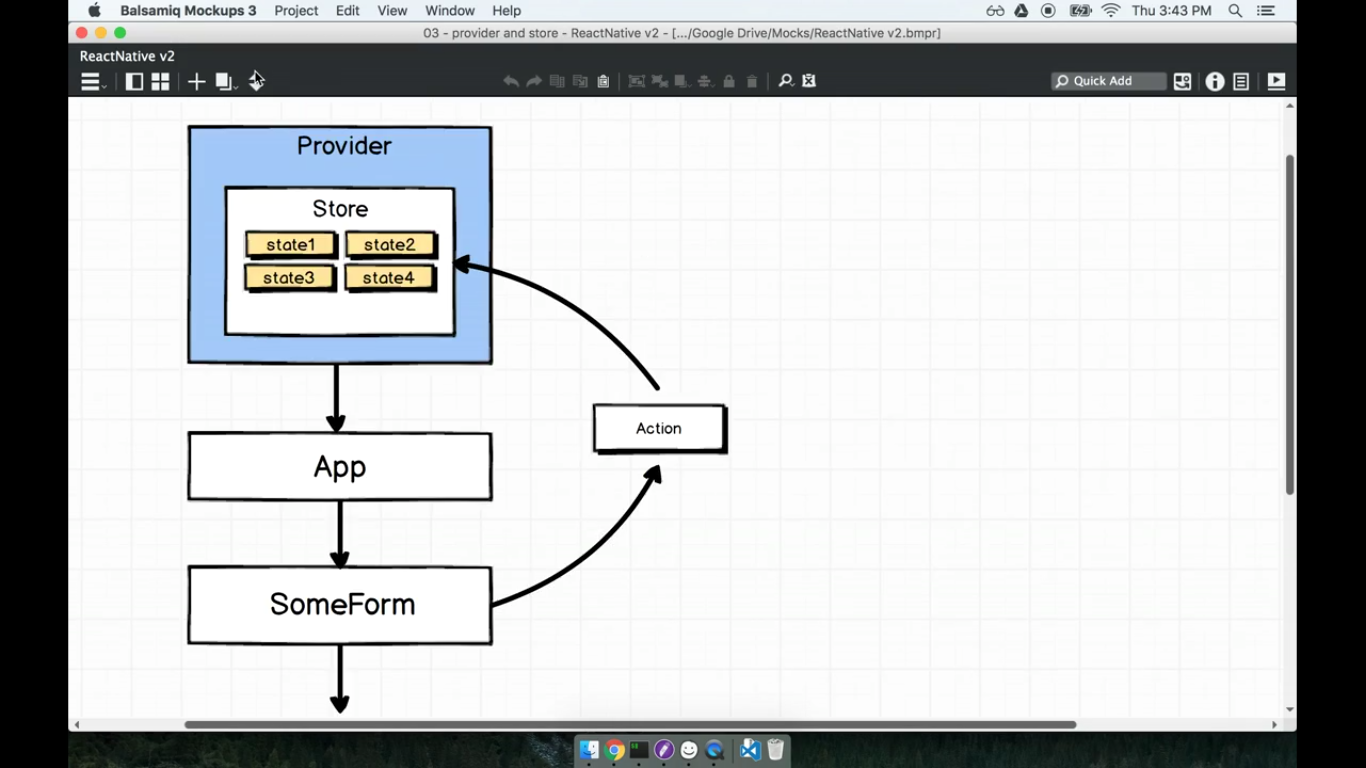 Balsamiq Mockups 3 Project Edit View Window Help Thu 3:43 PM
03 - provider and store - ReactNative v2 - [.../Google Drive/Mocks/ReactNative v2.bmpr]
ReactNative v2
Quick Add
Provider
Store
state1 state2
state3 state4
Action
App
SomeForm